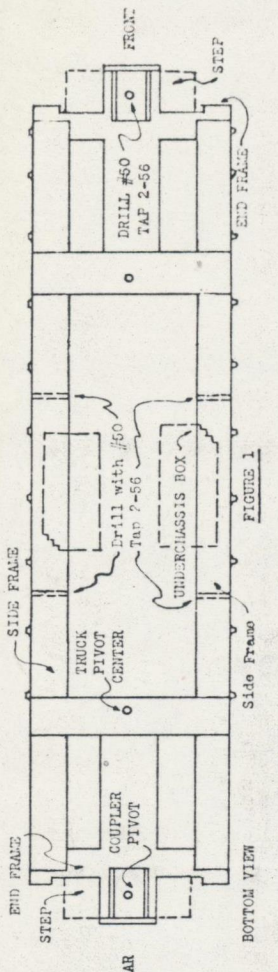 END FRAME
STEP
COUPLER
PIVOT
AR
BOTTOM VIEW
SIDE FRAME
TRUCK
PIVOT
CENTER
Drill with #50
Tap 2-56
UNDERCHASSIS BOX
Side Frame
FIGURE 1
DRILL #50
TAP 2-56
END FRAME
STEP
FRONT